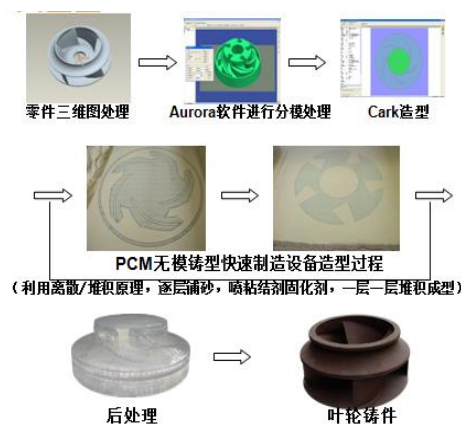 零件三维图处理
Aurora软件进行分模处理
Cark造型
PCM无模铸型快速制造设备造型过程
（利用离散/堆积原理，逐层铺砂，喷粘结剂固化剂，一层一层堆积成型）
后处理
叶轮铸件